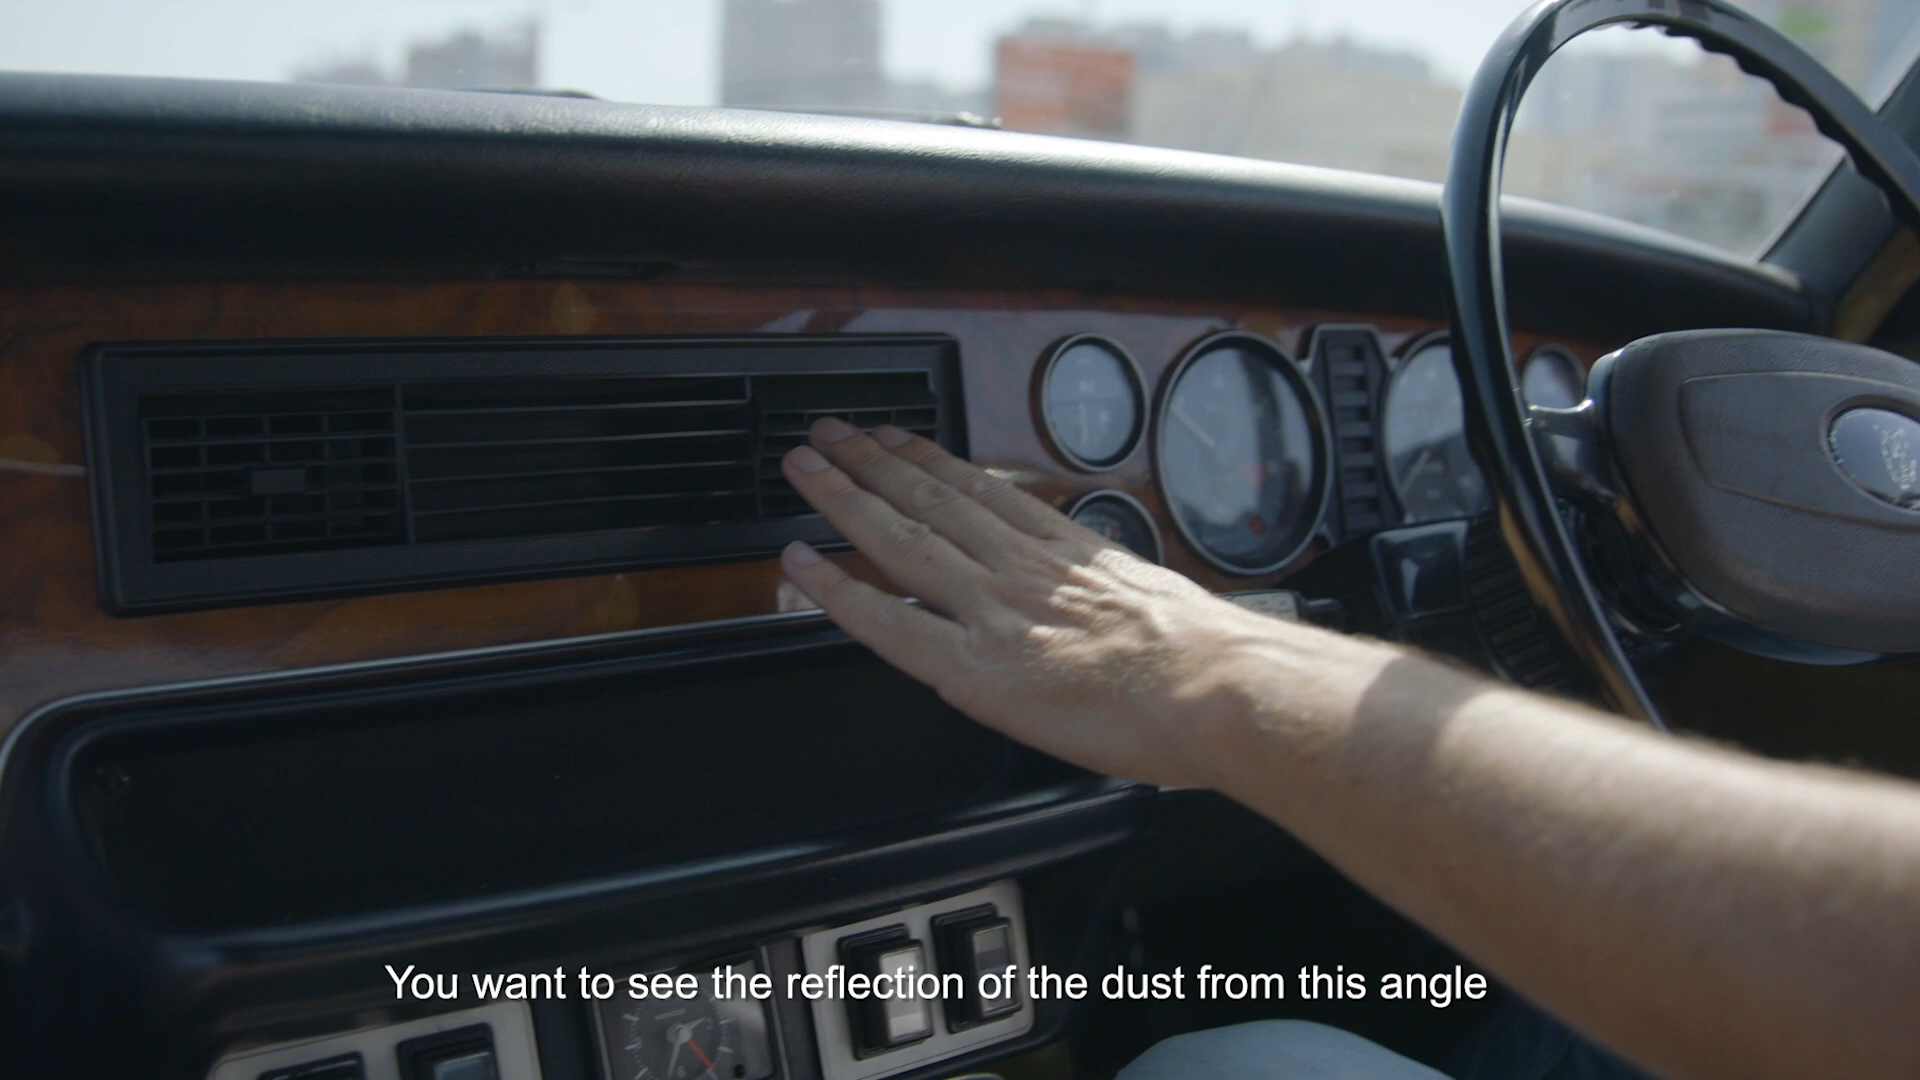 You want to see the reflection of the dust from this angle